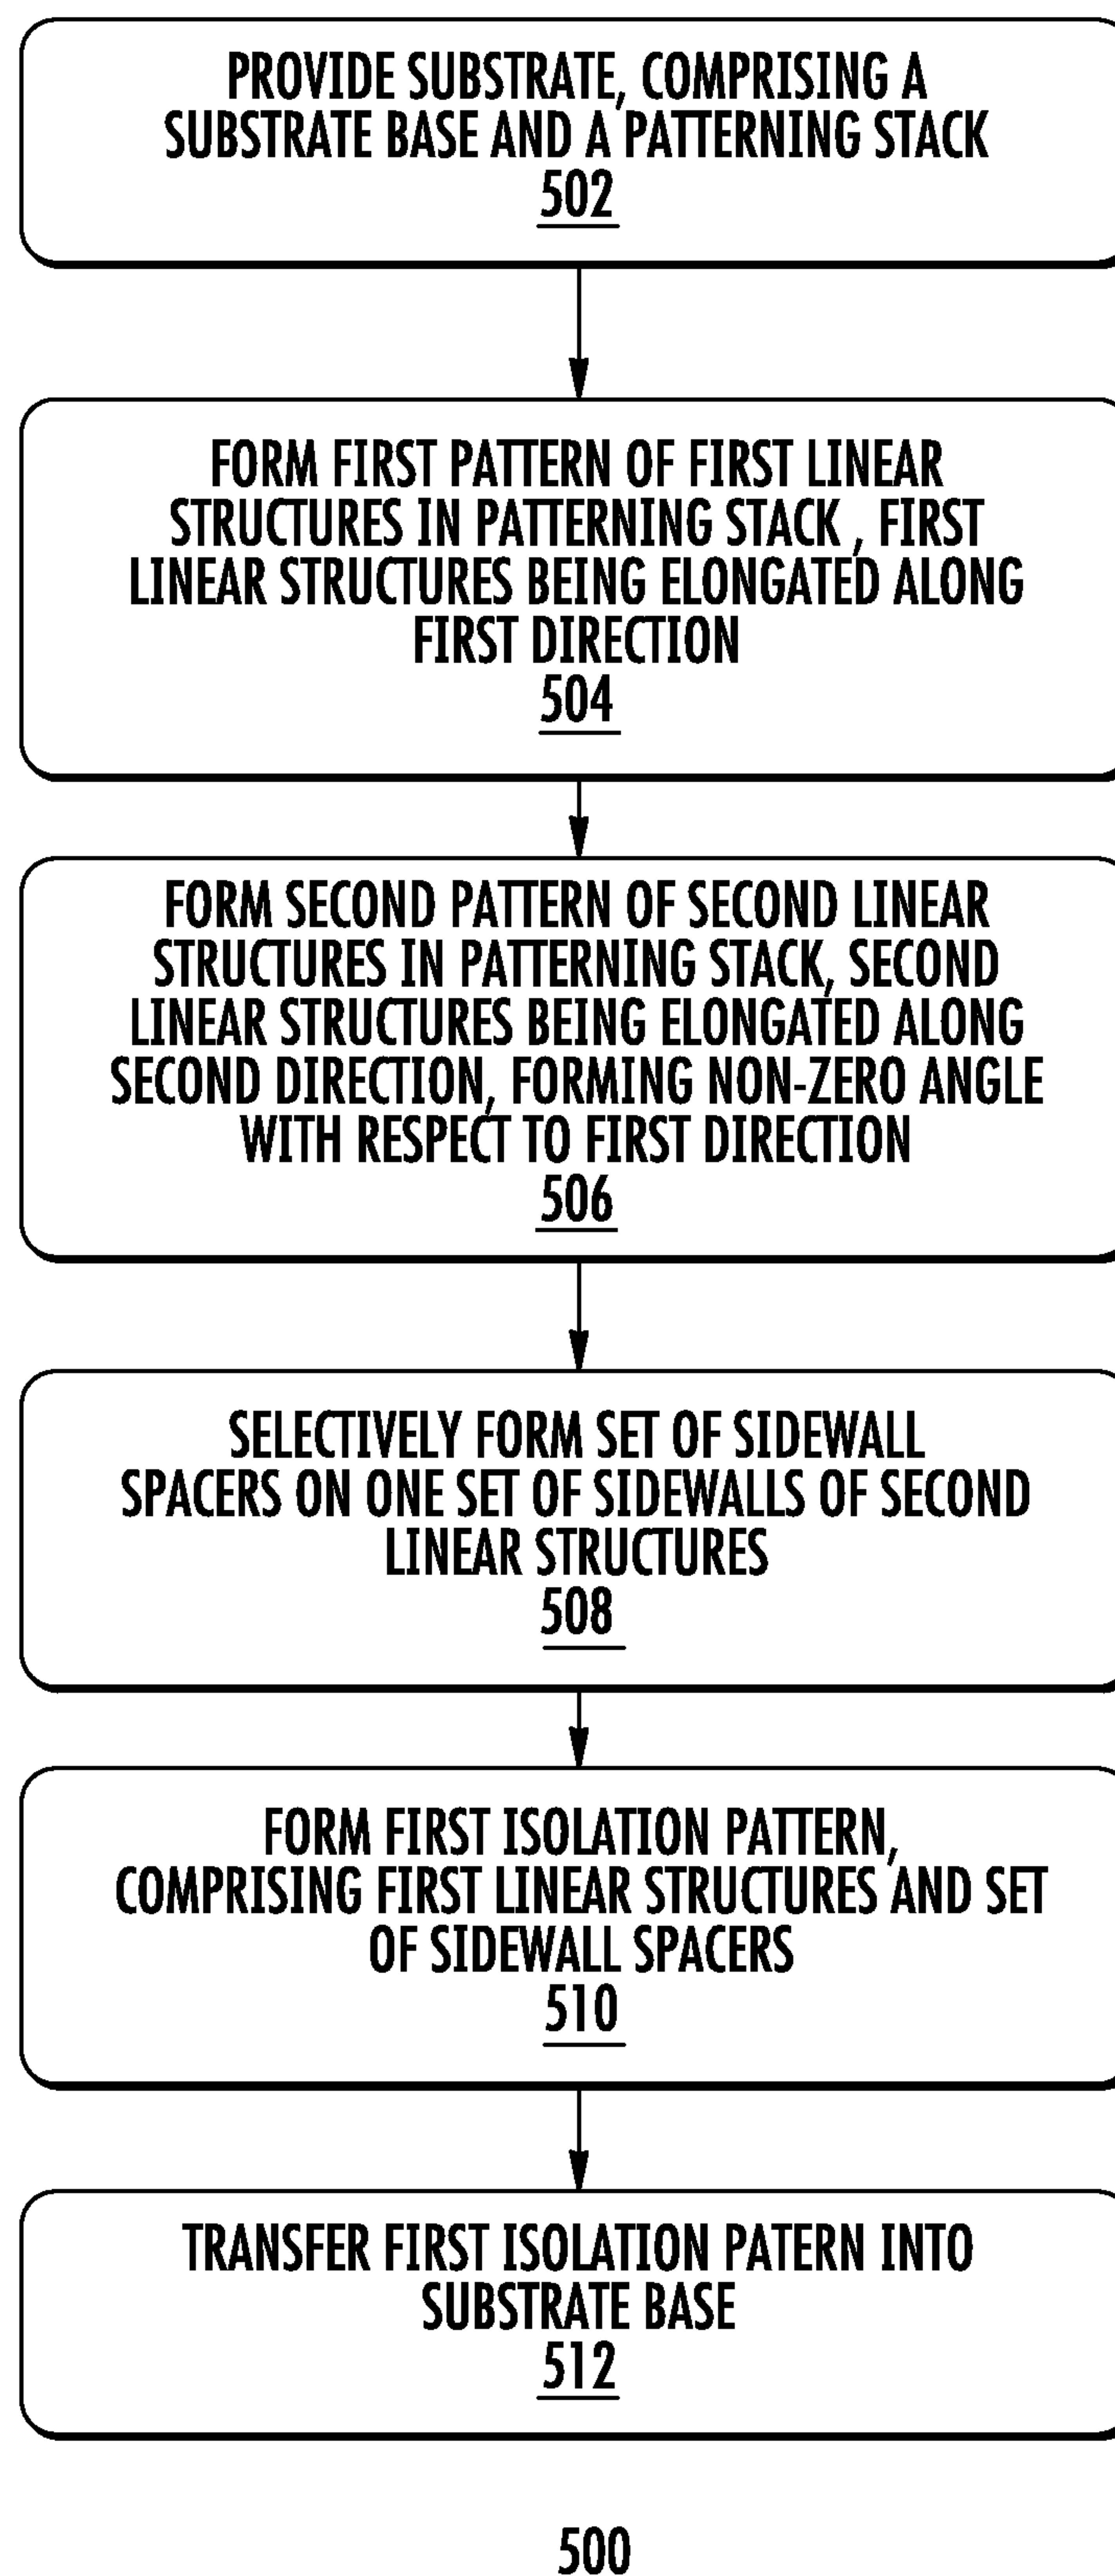 PROVIDE SUBSTRATE, COMPRISING A
SUBSTRATE BASE AND A PATTERNING STACK
502
FORM FIRST PATTERN OF FIRST LINEAR
STRUCTURES IN PATTERNING STACK , FIRST
LINEAR STRUCTURES BEING ELONGATED ALONG
FIRST DIRECTION
504
FORM SECOND PATTERN OF SECOND LINEAR
STRUCTURES IN PATTERNING STACK, SECOND
LINEAR STRUCTURES BEING ELONGATED ALONG
SECOND DIRECTION, FORMING NON-ZERO ANGLE
WITH RESPECT TO FIRST DIRECTION
506
SELECTIVELY FORM SET OF SIDEWALL
SPACERS ON ONE SET OF SIDEWALLS OF SECOND
LINEAR STRUCTURES
508
FORM FIRST ISOLATION PATTERN,
COMPRISING FIRST LINEAR STRUCTURES AND SET
OF SIDEWALL SPACERS
510
TRANSFER FIRST ISOLATION PATERN INTO
SUBSTRATE BASE
512
500